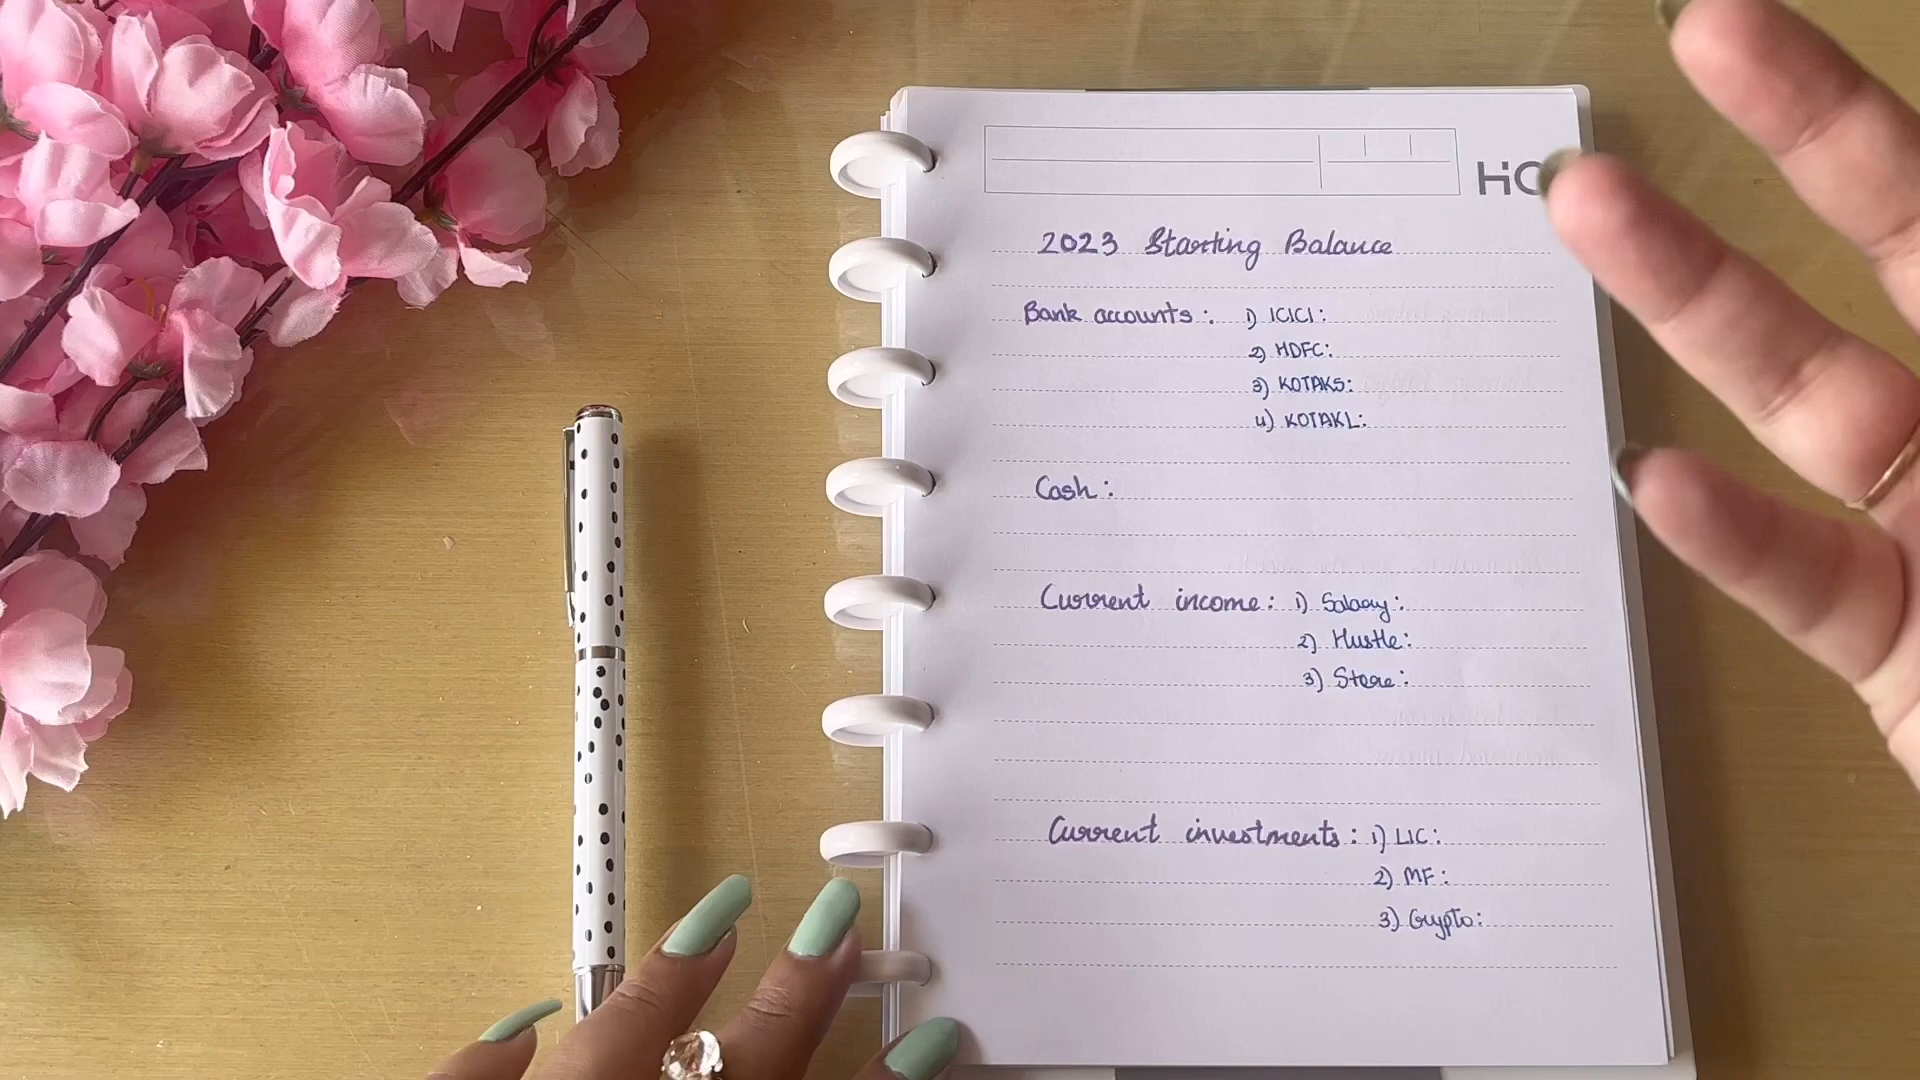 2023 Starting Balance
Bank accounts: 1) ICICI:
2) HDFC:
3) KOTAKS:
4) KOTAKL:
Cash:
Current income: 1) Salary:
2) Hustle:
3) Store:
Current investments: 1) LIC:
2) MF:
3) Crypto: